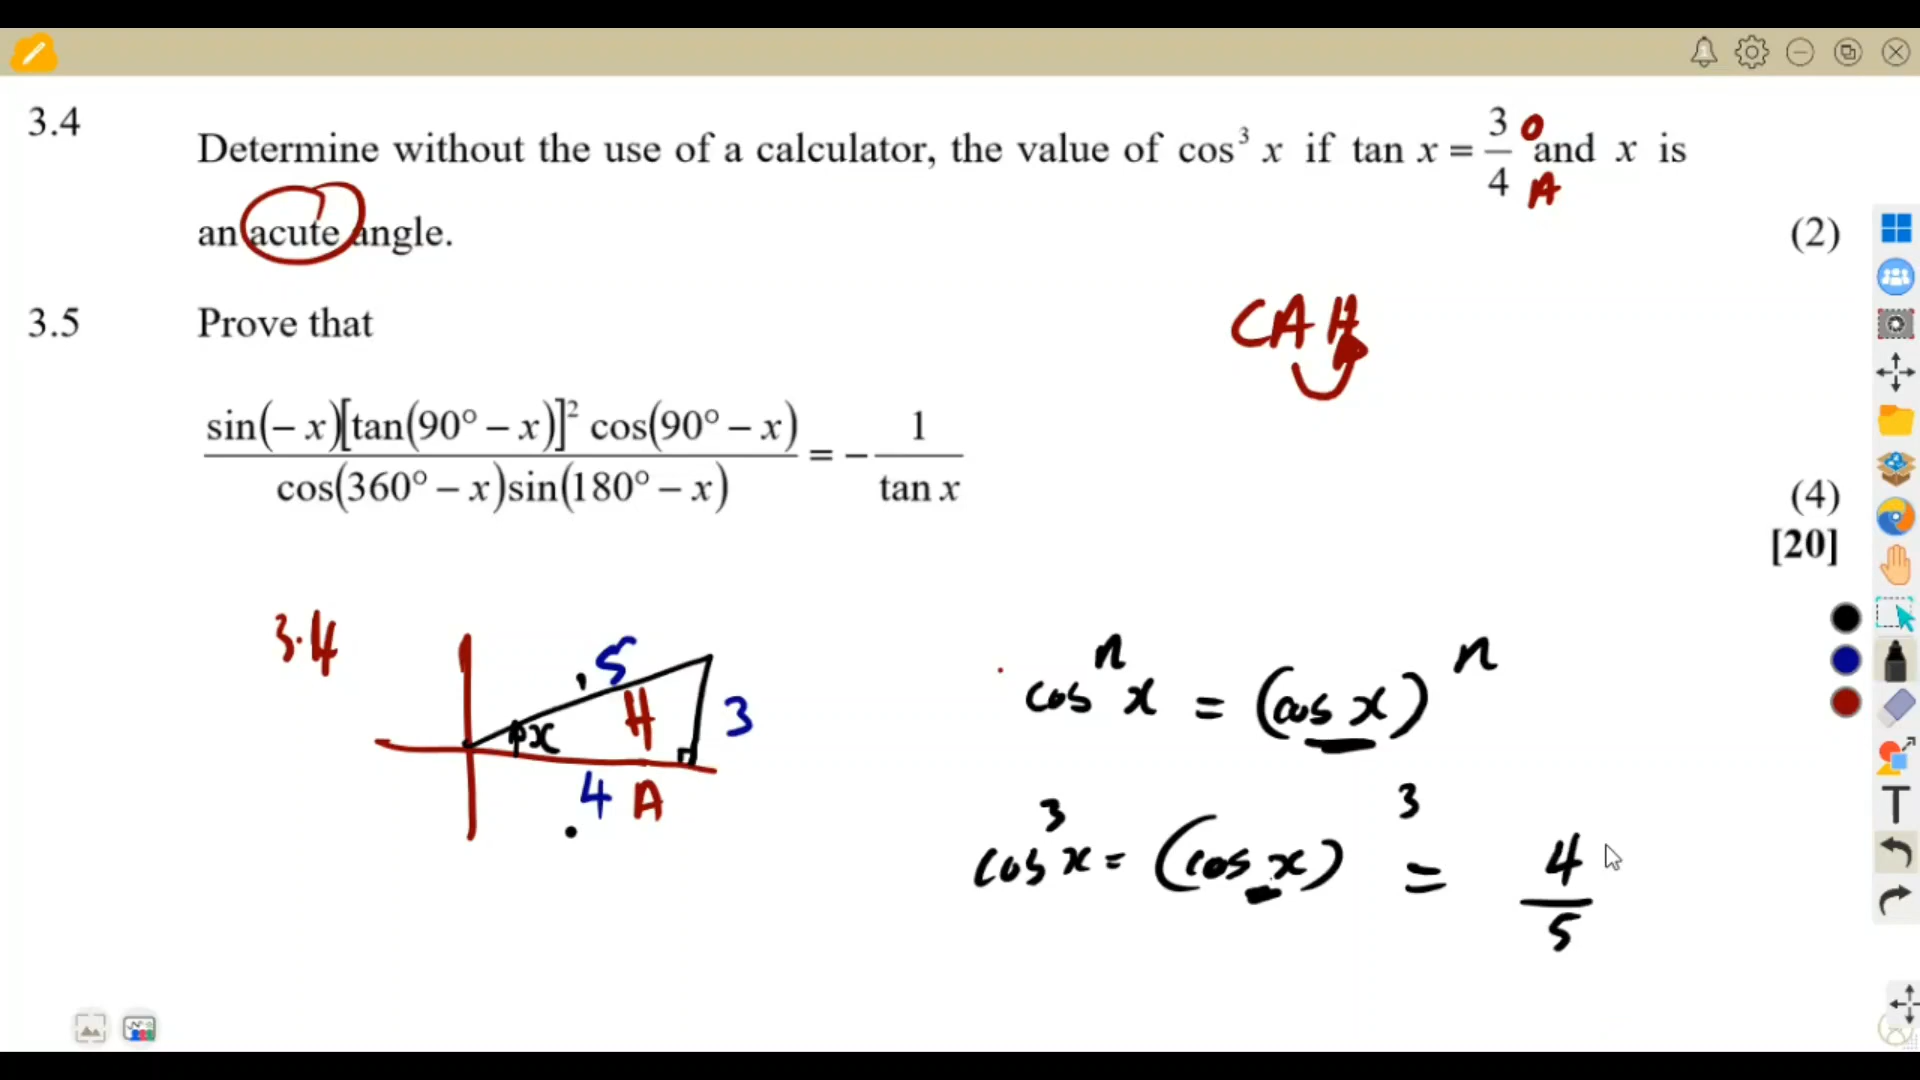 3.4
Determine without the use of a calculator, the value of cos³ x if tan x = 3/4 and x is
O
A
an acute angle. (2)
CAH
3.5 Prove that
sin(− x)[tan(90° − x)]² cos(90° − x) / cos(360° − x)sin(180° − x) = − 1 / tan x
(4)
[20]
3.4
5
H
3
x
4 A
cosⁿ x = (cos x)ⁿ
cos³ x = (cos x)³ = 4/5
T